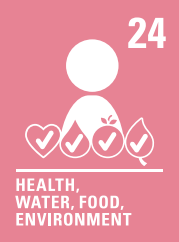 24
HEALTH,
WATER, FOOD,
ENVIRONMENT